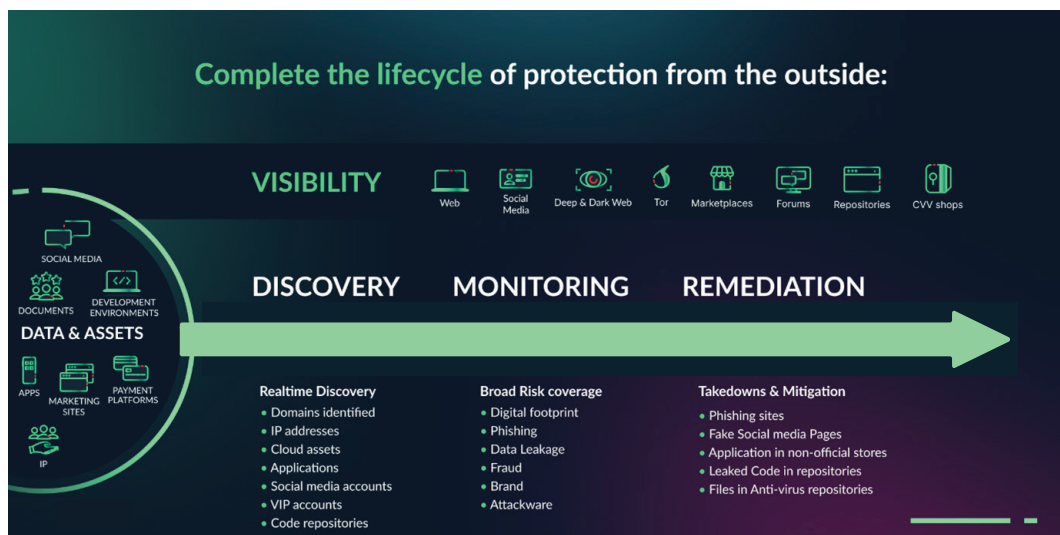 Complete the lifecycle of protection from the outside:
VISIBILITY
Web
Social
Media
Deep & Dark Web
Tor
Marketplaces
Forums
Repositories
CVV shops
SOCIAL MEDIA
DOCUMENTS
DEVELOPMENT
ENVIRONMENTS
DATA & ASSETS
APPS
MARKETING
SITES
PAYMENT
PLATFORMS
IP
DISCOVERY
MONITORING
REMEDIATION
Realtime Discovery
• Domains identified
• IP addresses
• Cloud assets
• Applications
• Social media accounts
• VIP accounts
• Code repositories
Broad Risk coverage
• Digital footprint
• Phishing
• Data Leakage
• Fraud
• Brand
• Attackware
Takedowns & Mitigation
• Phishing sites
• Fake Social media Pages
• Application in non-official stores
• Leaked Code in repositories
• Files in Anti-virus repositories